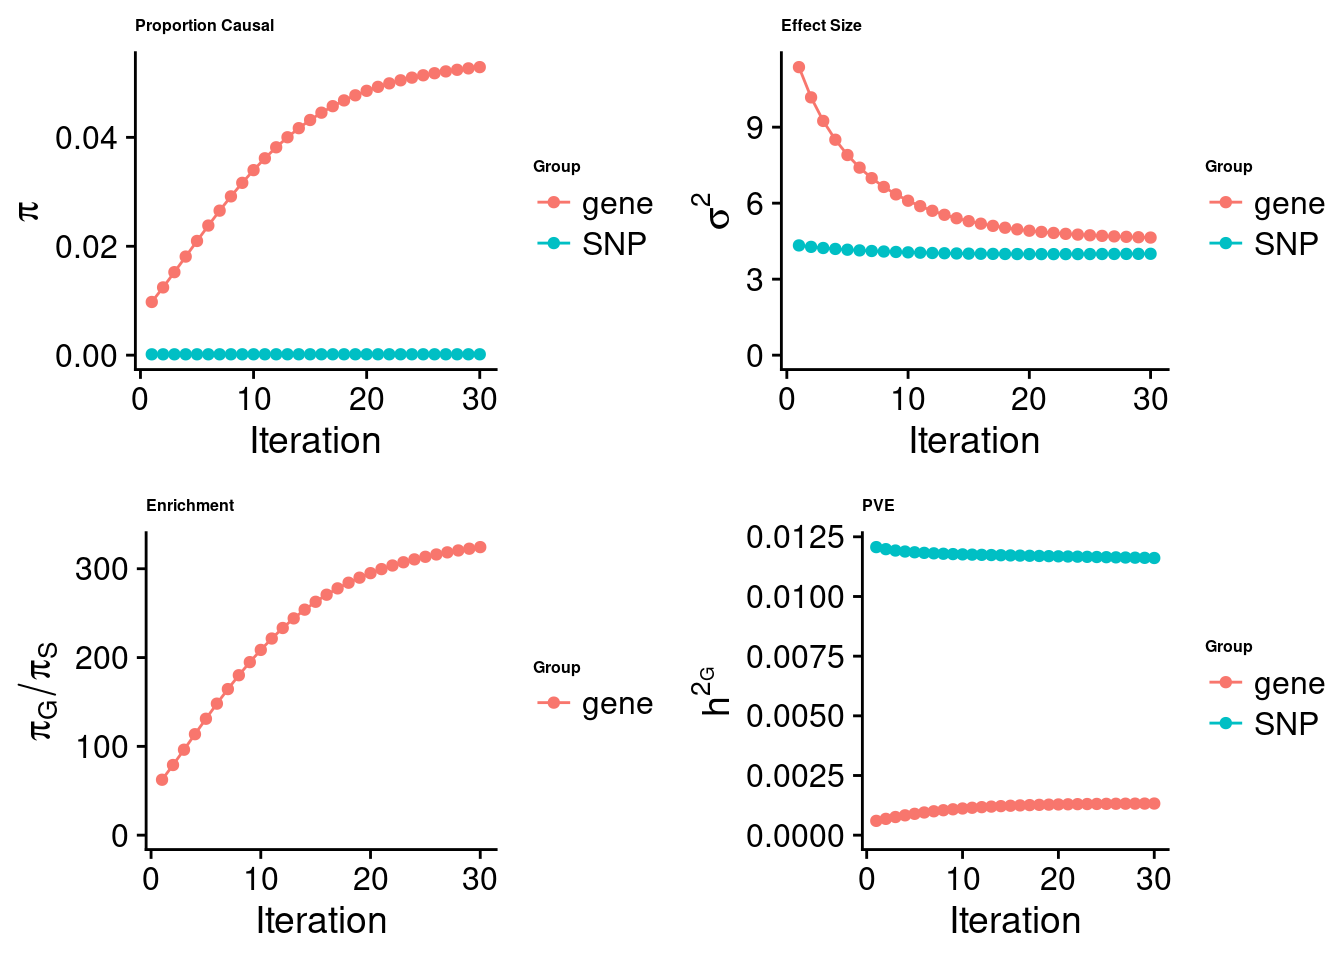 Proportion Causal
0.04
0.02
0.00
π
0
10
20
30
Iteration
Group
gene
SNP
Effect Size
9
6
3
0
σ²
0
10
20
30
Iteration
Group
gene
SNP
Enrichment
300
200
100
0
πG/πS
0
10
20
30
Iteration
Group
gene
PVE
0.0125
0.0100
0.0075
0.0050
0.0025
0.0000
h²G
0
10
20
30
Iteration
Group
gene
SNP